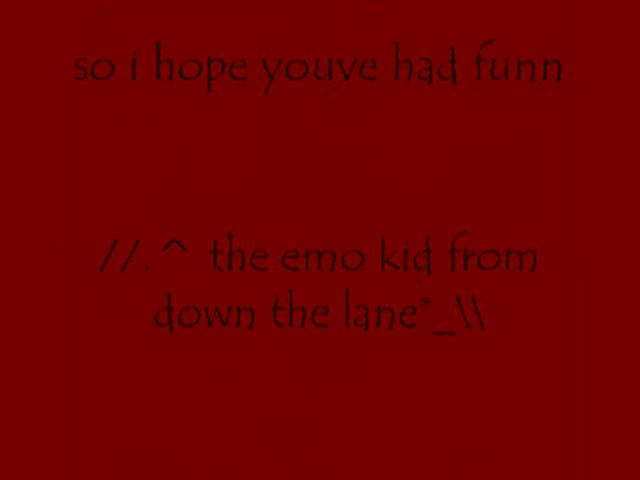 so i hope youve had funn
//.^ the emo kid from
down the lane*_\\